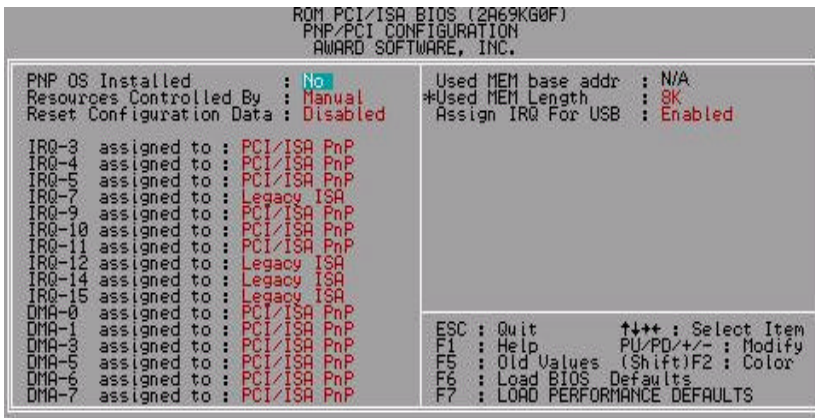 ROM PCI/ISA BIOS (2A69KG0F)
PNP/PCI CONFIGURATION
AWARD SOFTWARE, INC.
PNP OS Installed : No
Resources Controlled By : Manual
Reset Configuration Data : Disabled
IRQ-3 assigned to : PCI/ISA PnP
IRQ-4 assigned to : PCI/ISA PnP
IRQ-5 assigned to : PCI/ISA PnP
IRQ-7 assigned to : Legacy ISA
IRQ-9 assigned to : PCI/ISA PnP
IRQ-10 assigned to : PCI/ISA PnP
IRQ-11 assigned to : PCI/ISA PnP
IRQ-12 assigned to : Legacy ISA
IRQ-14 assigned to : Legacy ISA
IRQ-15 assigned to : Legacy ISA
DMA-0 assigned to : PCI/ISA PnP
DMA-1 assigned to : PCI/ISA PnP
DMA-3 assigned to : PCI/ISA PnP
DMA-5 assigned to : PCI/ISA PnP
DMA-6 assigned to : PCI/ISA PnP
DMA-7 assigned to : PCI/ISA PnP
Used MEM base addr : N/A
*Used MEM Length : 8K
Assign IRQ For USB : Enabled
ESC : Quit ↑↓→← : Select Item
F1 : Help PU/PD/+/- : Modify
F5 : Old Values (Shift)F2 : Color
F6 : Load BIOS Defaults
F7 : LOAD PERFORMANCE DEFAULTS